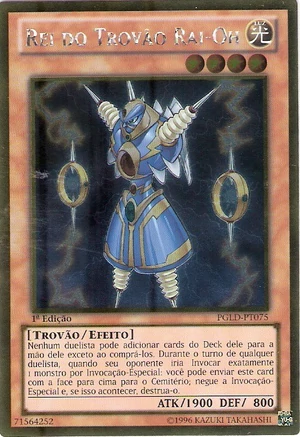 Rei do Trovão Rai-Oh
光
1ª Edição
PGLD-PT075
[TROVÃO / EFEITO]
Nenhum duelista pode adicionar cards do Deck dele para a
mão dele exceto ao comprá-los. Durante o turno de qualquer
duelista, quando seu oponente iria Invocar exatamente
1 monstro por Invocação-Especial: você pode enviar este card
com a face para cima para o Cemitério; negue a Invocação-
Especial e, se isso acontecer, destrua-o.
ATK/1900 DEF/ 800
71564252
©1996 KAZUKI TAKAHASHI